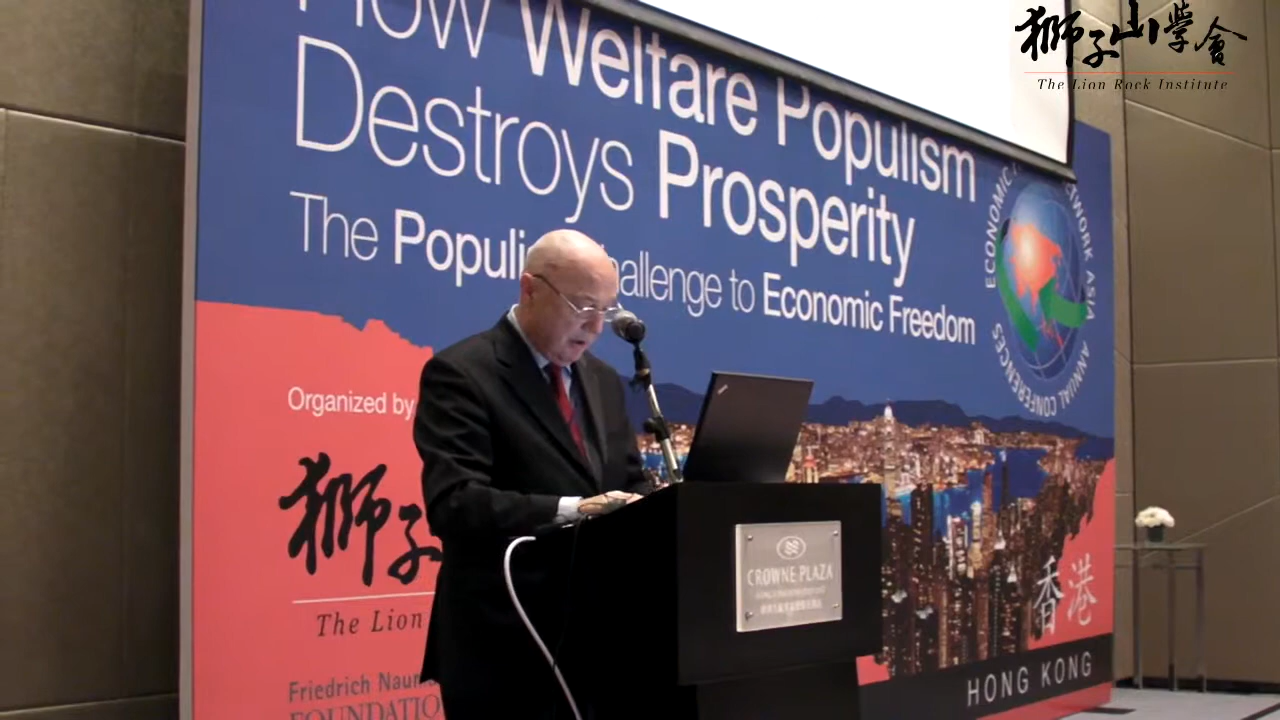 獅子山學會
The Lion Rock Institute
How Welfare Populism
Destroys Prosperity
The Populi hallenge to Economic Freedom
ECONOMIC TWORK ASIA
ANNUAL CONFERENCES
Organized by
獅子
The Lion
Friedrich Naum
FOUNDATIO
CROWNE PLAZA
香港
HONG KONG